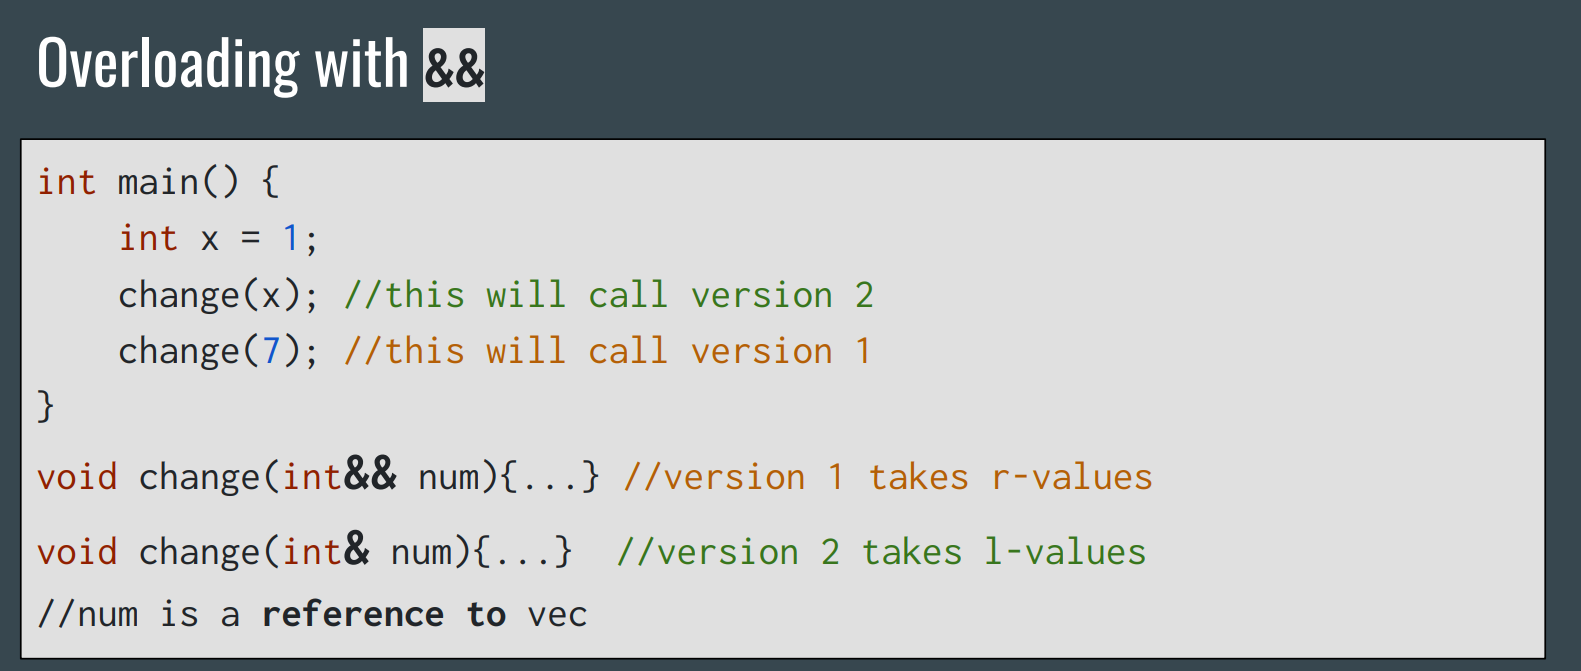 Overloading with &&
int main() {
    int x = 1;
    change(x); //this will call version 2
    change(7); //this will call version 1
}
void change(int&& num){...} //version 1 takes r-values
void change(int& num){...}  //version 2 takes l-values
//num is a reference to vec